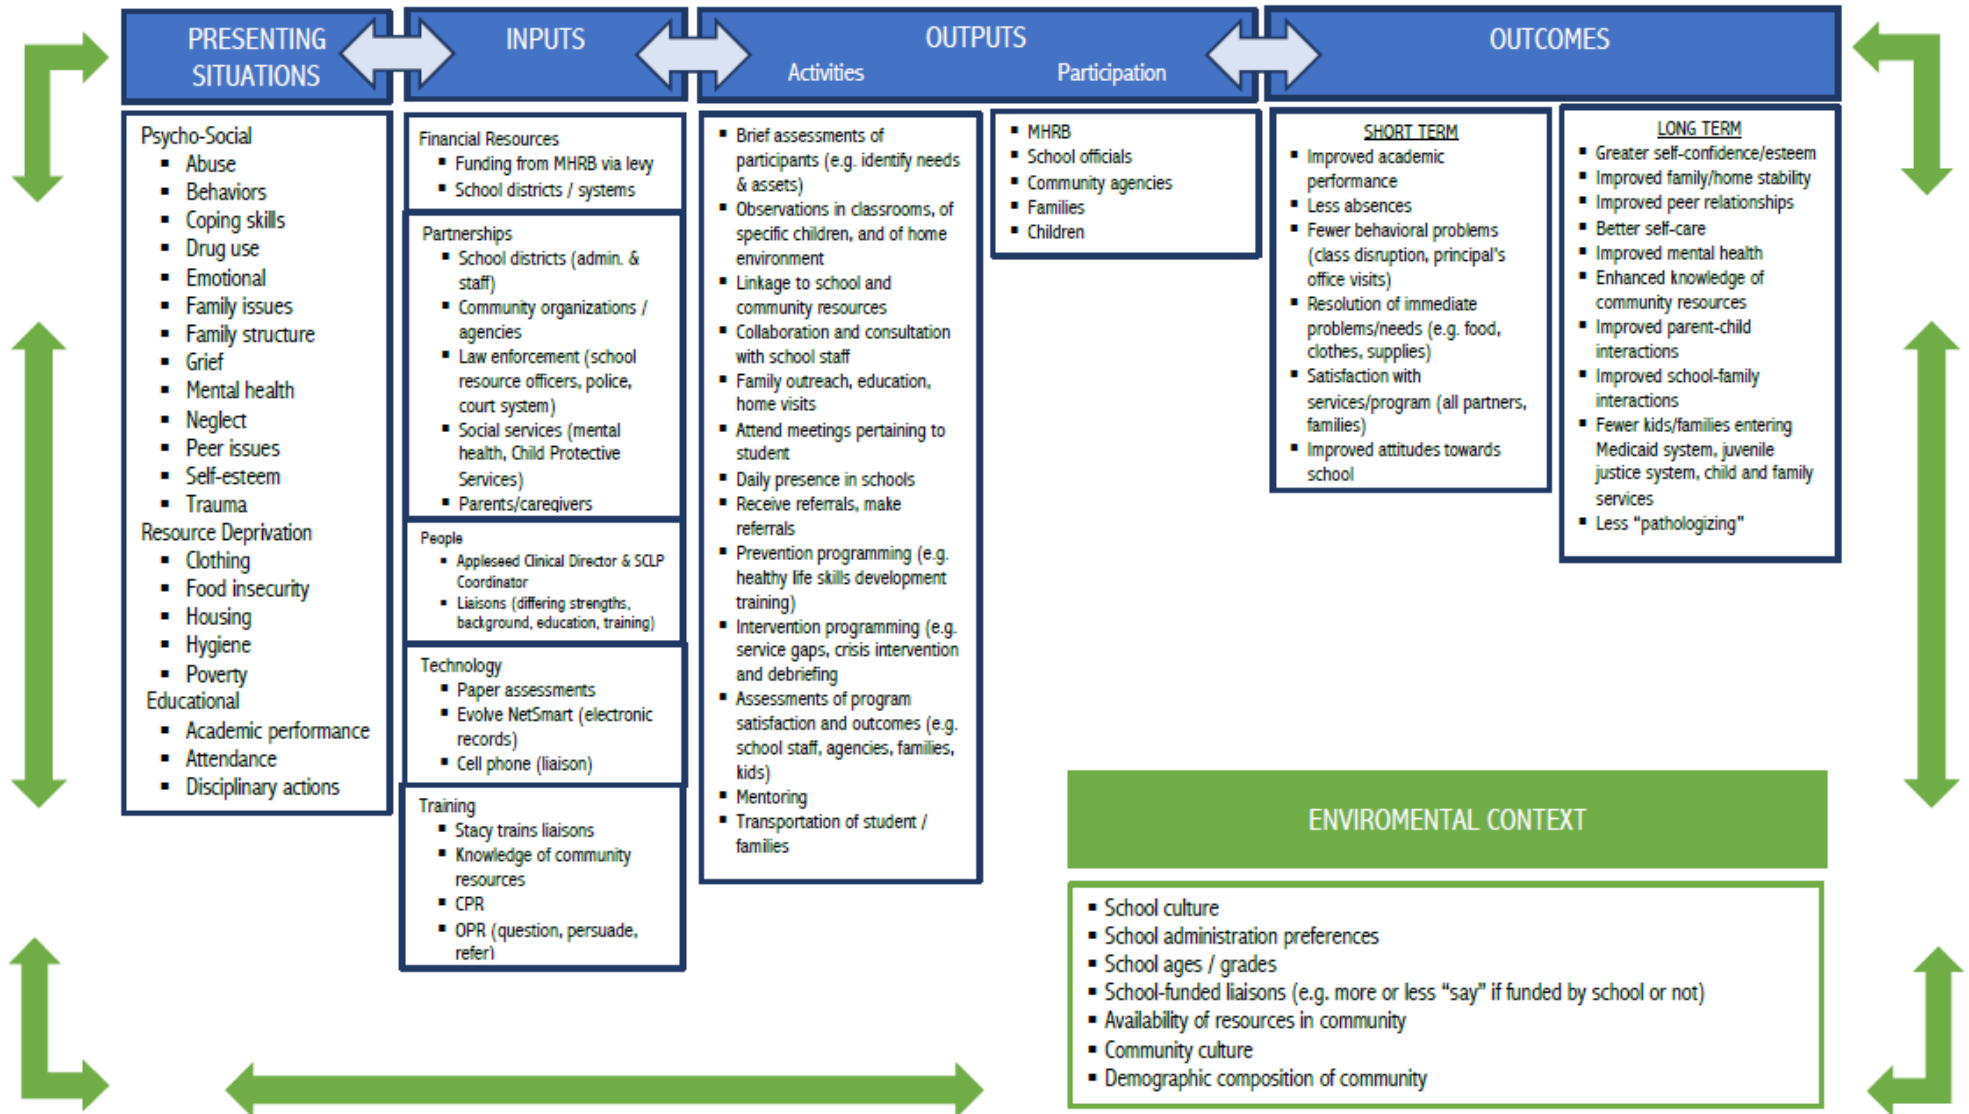 PRESENTING
SITUATIONS
INPUTS
OUTPUTS
Activities
Participation
OUTCOMES
Psycho-Social
▪ Abuse
▪ Behaviors
▪ Coping skills
▪ Drug use
▪ Emotional
▪ Family issues
▪ Family structure
▪ Grief
▪ Mental health
▪ Neglect
▪ Peer issues
▪ Self-esteem
▪ Trauma
Resource Deprivation
▪ Clothing
▪ Food insecurity
▪ Housing
▪ Hygiene
▪ Poverty
Educational
▪ Academic performance
▪ Attendance
▪ Disciplinary actions
Financial Resources
▪ Funding from MHRB via levy
▪ School districts / systems
Partnerships
▪ School districts (admin. &
staff)
▪ Community organizations /
agencies
▪ Law enforcement (school
resource officers, police,
court system)
▪ Social services (mental
health, Child Protective
Services)
▪ Parents/caregivers
People
▪ Appleseed Clinical Director & SCLP
Coordinator
▪ Liaisons (differing strengths,
background, education, training)
Technology
▪ Paper assessments
▪ Evolve NetSmart (electronic
records)
▪ Cell phone (liaison)
Training
▪ Stacy trains liaisons
▪ Knowledge of community
resources
▪ CPR
▪ OPR (question, persuade,
refer)
▪ Brief assessments of
participants (e.g. identify needs
& assets)
▪ Observations in classrooms, of
specific children, and of home
environment
▪ Linkage to school and
community resources
▪ Collaboration and consultation
with school staff
▪ Family outreach, education,
home visits
▪ Attend meetings pertaining to
student
▪ Daily presence in schools
▪ Receive referrals, make
referrals
▪ Prevention programming (e.g.
healthy life skills development
training)
▪ Intervention programming (e.g.
service gaps, crisis intervention
and debriefing
▪ Assessments of program
satisfaction and outcomes (e.g.
school staff, agencies, families,
kids)
▪ Mentoring
▪ Transportation of student /
families
▪ MHRB
▪ School officials
▪ Community agencies
▪ Families
▪ Children
SHORT TERM
▪ Improved academic
performance
▪ Less absences
▪ Fewer behavioral problems
(class disruption, principal's
office visits)
▪ Resolution of immediate
problems/needs (e.g. food,
clothes, supplies)
▪ Satisfaction with
services/program (all partners,
families)
▪ Improved attitudes towards
school
LONG TERM
▪ Greater self-confidence/esteem
▪ Improved family/home stability
▪ Improved peer relationships
▪ Better self-care
▪ Improved mental health
▪ Enhanced knowledge of
community resources
▪ Improved parent-child
interactions
▪ Improved school-family
interactions
▪ Fewer kids/families entering
Medicaid system, juvenile
justice system, child and family
services
▪ Less “pathologizing”
ENVIROMENTAL CONTEXT
▪ School culture
▪ School administration preferences
▪ School ages / grades
▪ School-funded liaisons (e.g. more or less “say” if funded by school or not)
▪ Availability of resources in community
▪ Community culture
▪ Demographic composition of community